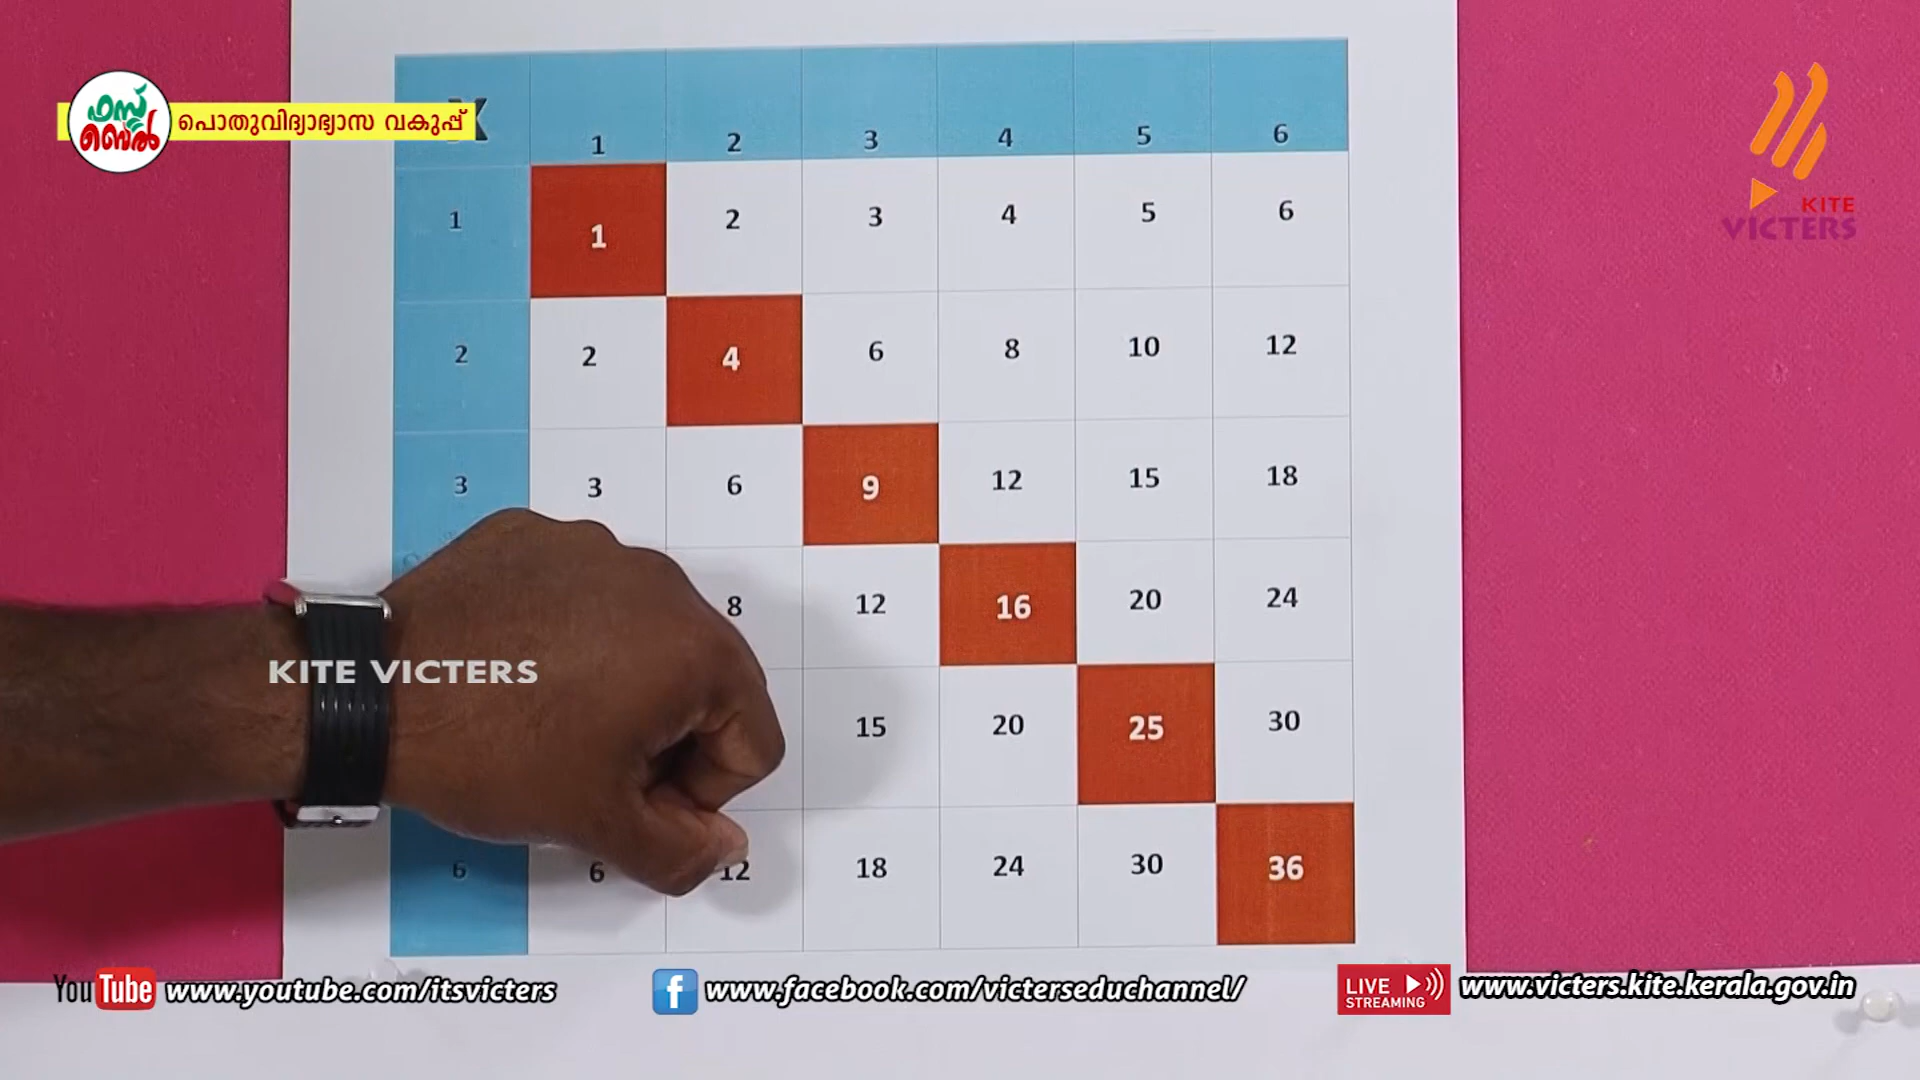 ഫസ്റ്റ്
ബെൽ
പൊതുവിദ്യാഭ്യാസ വകുപ്പ്
KITE
VICTERS
X 1 2 3 4 5 6
1 1 2 3 4 5 6
2 2 4 6 8 10 12
3 3 6 9 12 15 18
8 12 16 20 24
KITE VICTERS
15 20 25 30
6 6 12 18 24 30 36
YouTube www.youtube.com/itsvicters
f www.facebook.com/victerseduchannel/
LIVE
STREAMING
www.victers.kite.kerala.gov.in